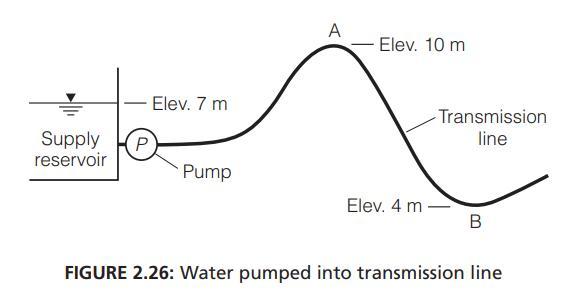 A
Elev. 10 m
Elev. 7 m
Transmission
line
Supply
reservoir
P
Pump
Elev. 4 m
B
FIGURE 2.26: Water pumped into transmission line